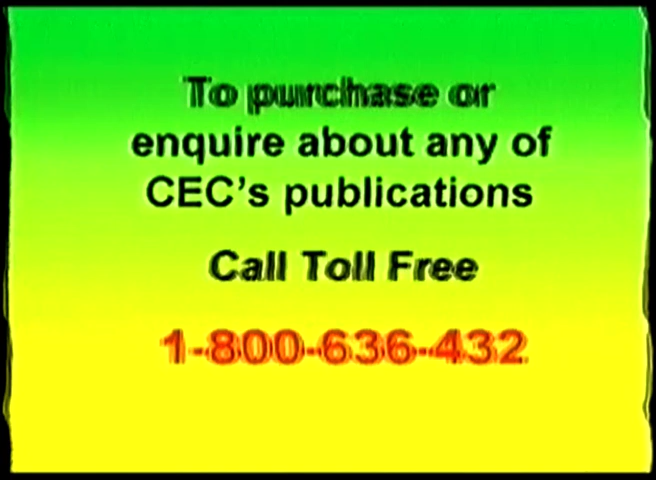 To purchase or
enquire about any of
CEC's publications
Call Toll Free
1-800-636-432